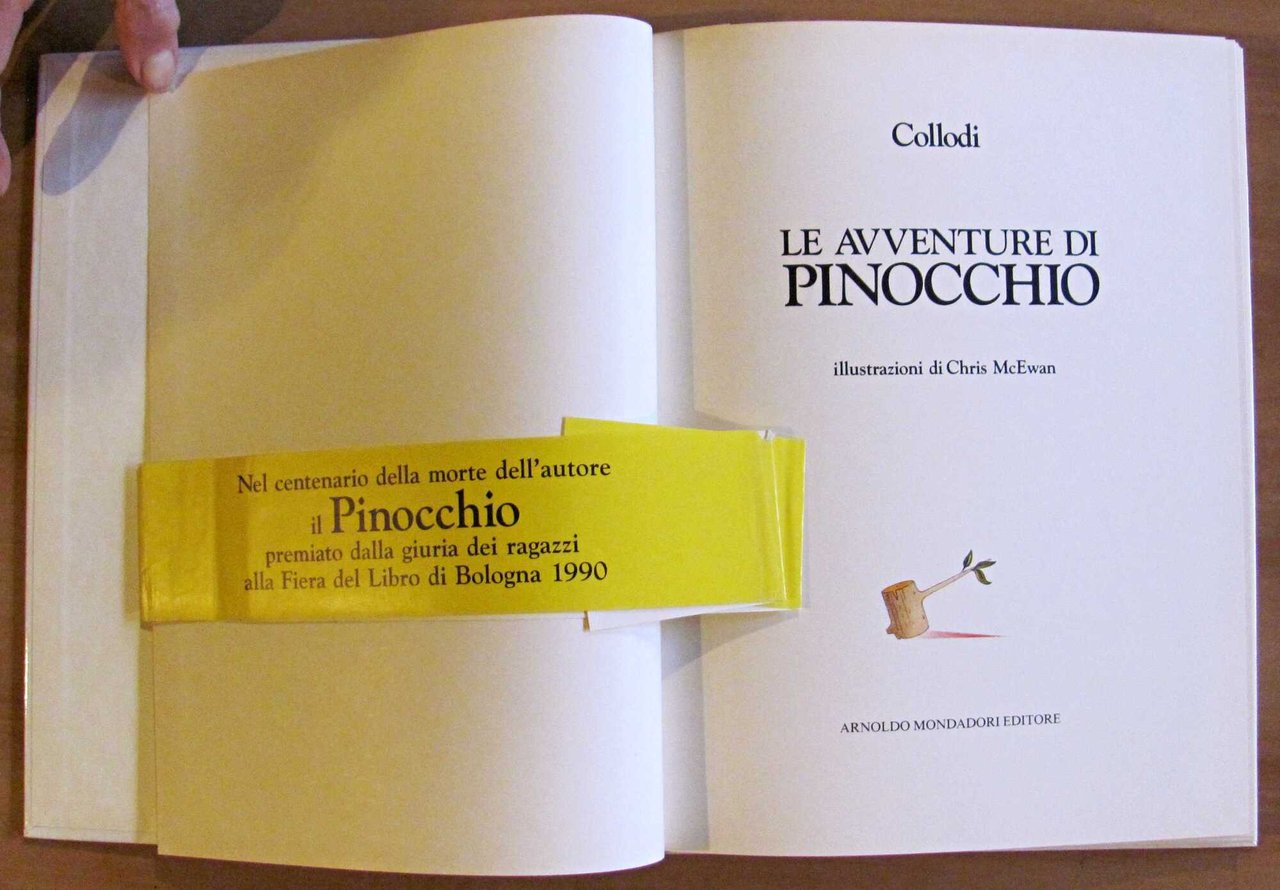 Nel centenario della morte dell'autore
il Pinocchio
premiato dalla giuria dei ragazzi
alla Fiera del Libro di Bologna 1990
Collodi
LE AVVENTURE DI
PINOCCHIO
illustrazioni di Chris McEwan
ARNOLDO MONDADORI EDITORE